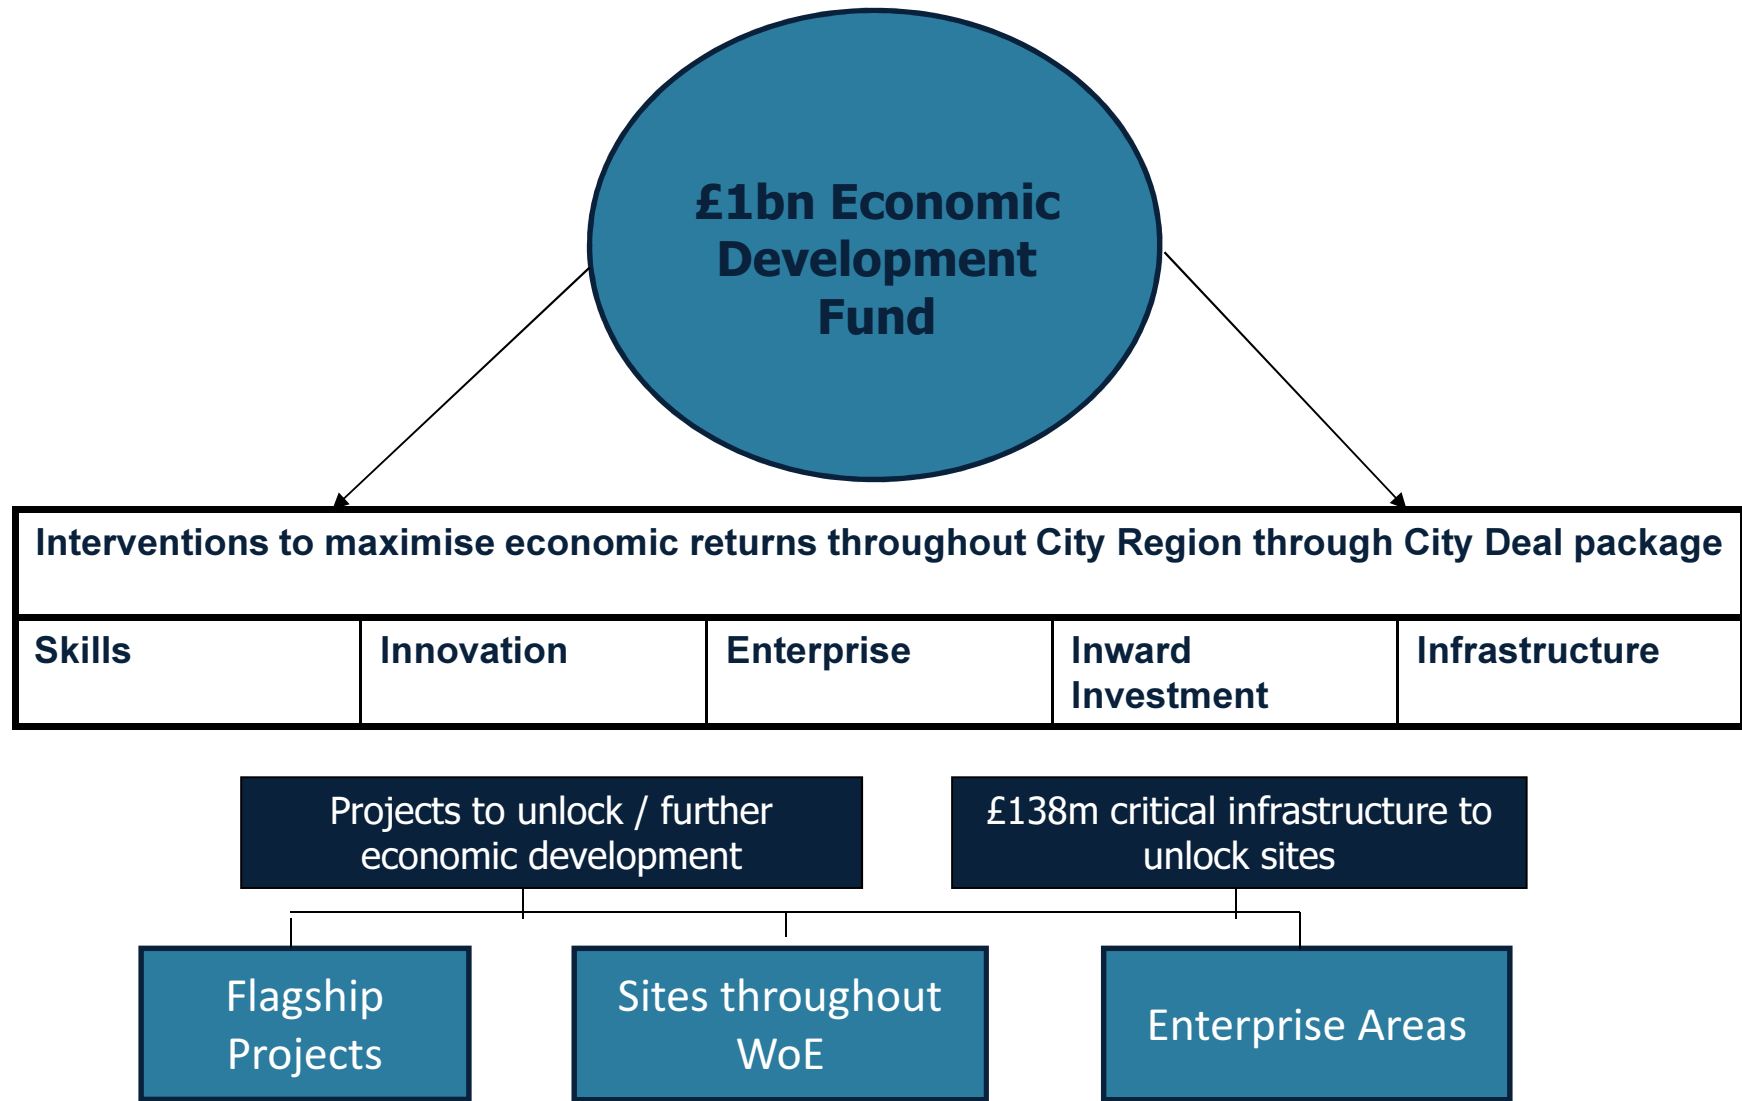 £1bn Economic
Development
Fund
Interventions to maximise economic returns throughout City Region through City Deal package
Skills
Innovation
Enterprise
Inward
Investment
Infrastructure
Projects to unlock / further
economic development
£138m critical infrastructure to
unlock sites
Flagship
Projects
Sites throughout
WoE
Enterprise Areas